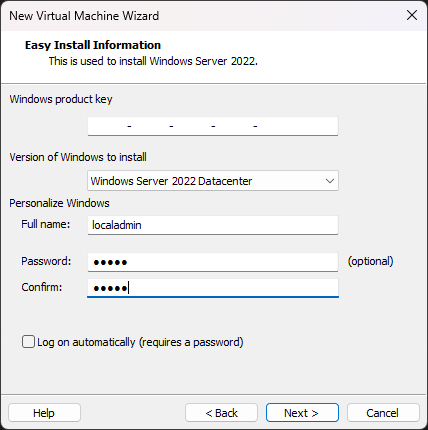 New Virtual Machine Wizard
Easy Install Information
This is used to install Windows Server 2022.
Windows product key
- - - -
Version of Windows to install
Windows Server 2022 Datacenter
Personalize Windows
Full name: localadmin
Password: ●●●●● (optional)
Confirm: ●●●●●
Log on automatically (requires a password)
Help < Back Next > Cancel